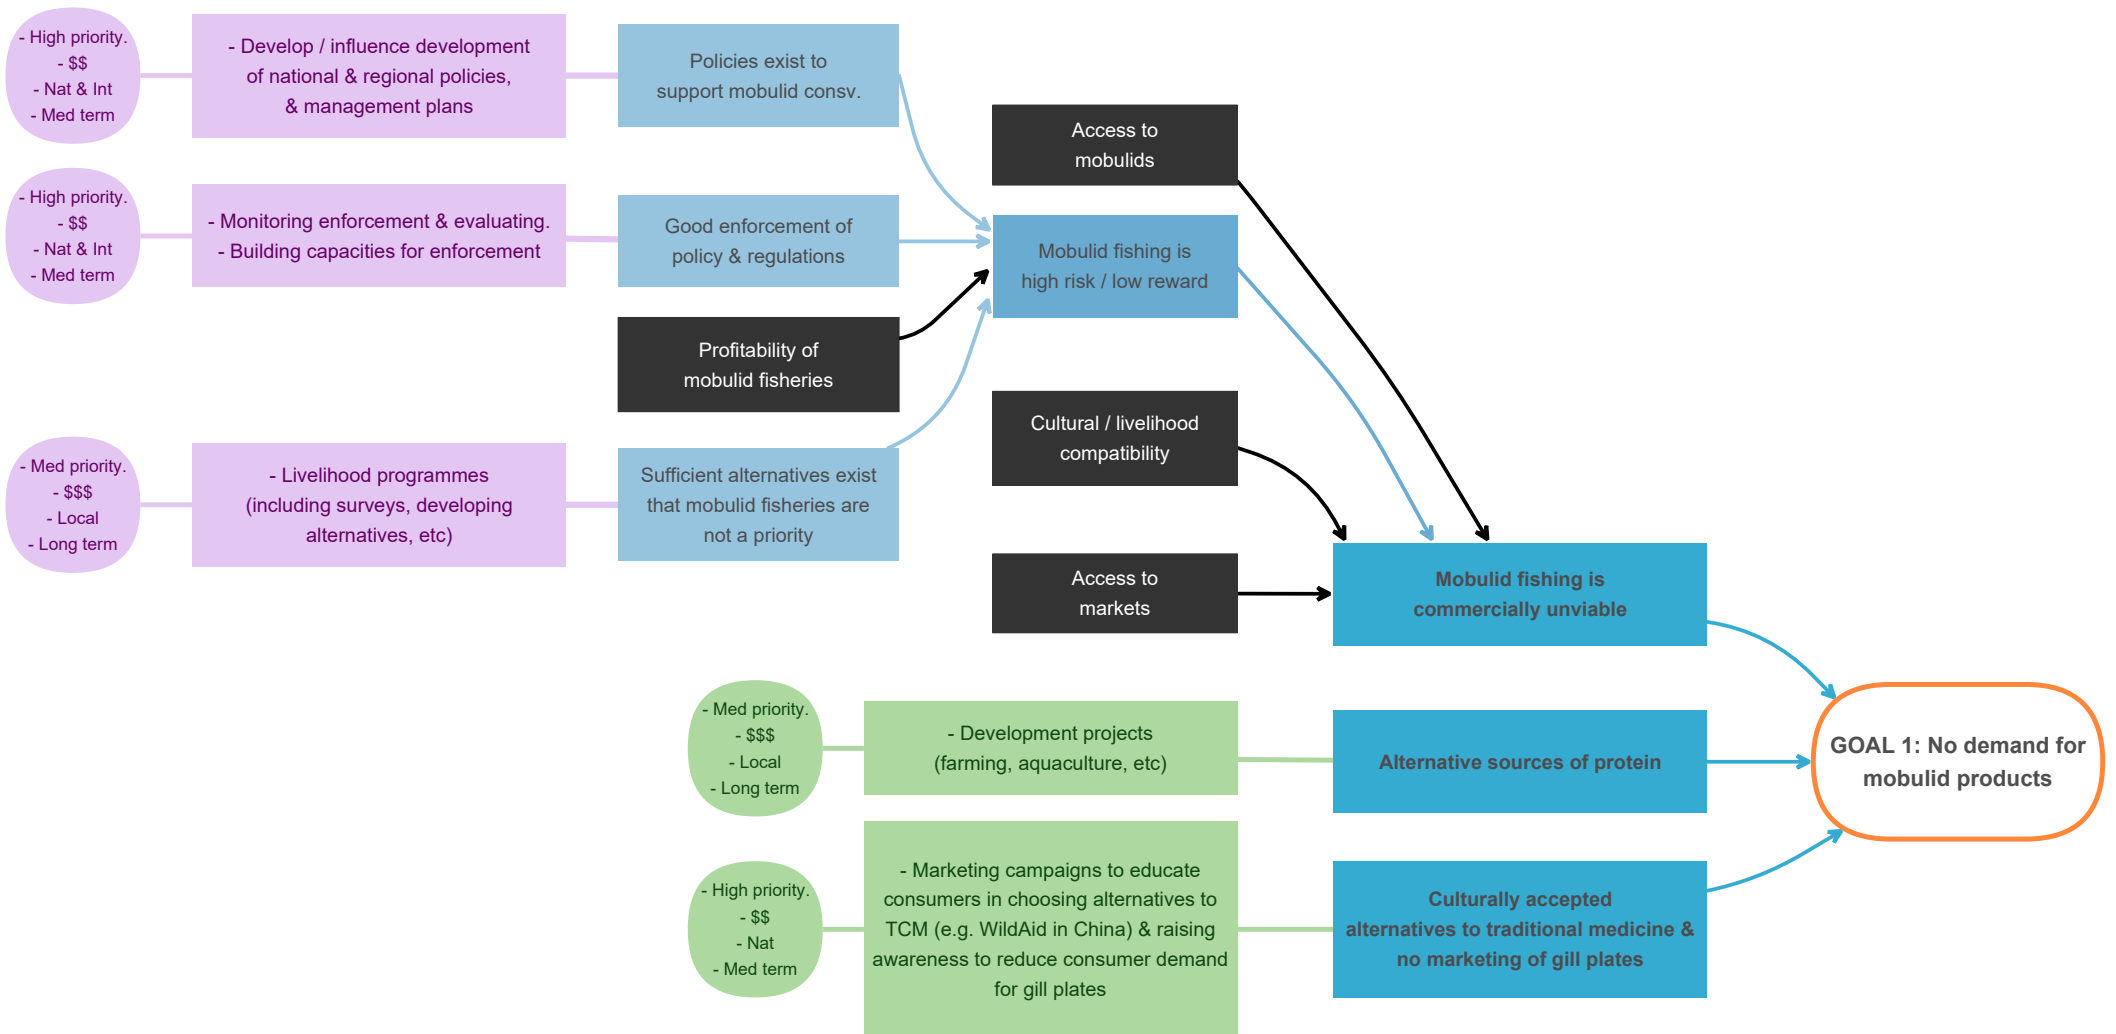 - High priority.
- $$
- Nat & Int
- Med term
- Develop / influence development
of national & regional policies,
& management plans
Policies exist to
support mobulid consv.
- High priority.
- $$
- Nat & Int
- Med term
- Monitoring enforcement & evaluating.
- Building capacities for enforcement
Good enforcement of
policy & regulations
Profitability of
mobulid fisheries
- Med priority.
- $$$
- Local
- Long term
- Livelihood programmes
(including surveys, developing
alternatives, etc)
Sufficient alternatives exist
that mobulid fisheries are
not a priority
Access to
mobulids
Mobulid fishing is
high risk / low reward
Cultural / livelihood
compatibility
Access to
markets
Mobulid fishing is
commercially unviable
- Med priority.
- $$$
- Local
- Long term
- Development projects
(farming, aquaculture, etc)
Alternative sources of protein
- High priority.
- $$
- Nat
- Med term
- Marketing campaigns to educate
consumers in choosing alternatives to
TCM (e.g. WildAid in China) & raising
awareness to reduce consumer demand
for gill plates
Culturally accepted
alternatives to traditional medicine &
no marketing of gill plates
GOAL 1: No demand for
mobulid products